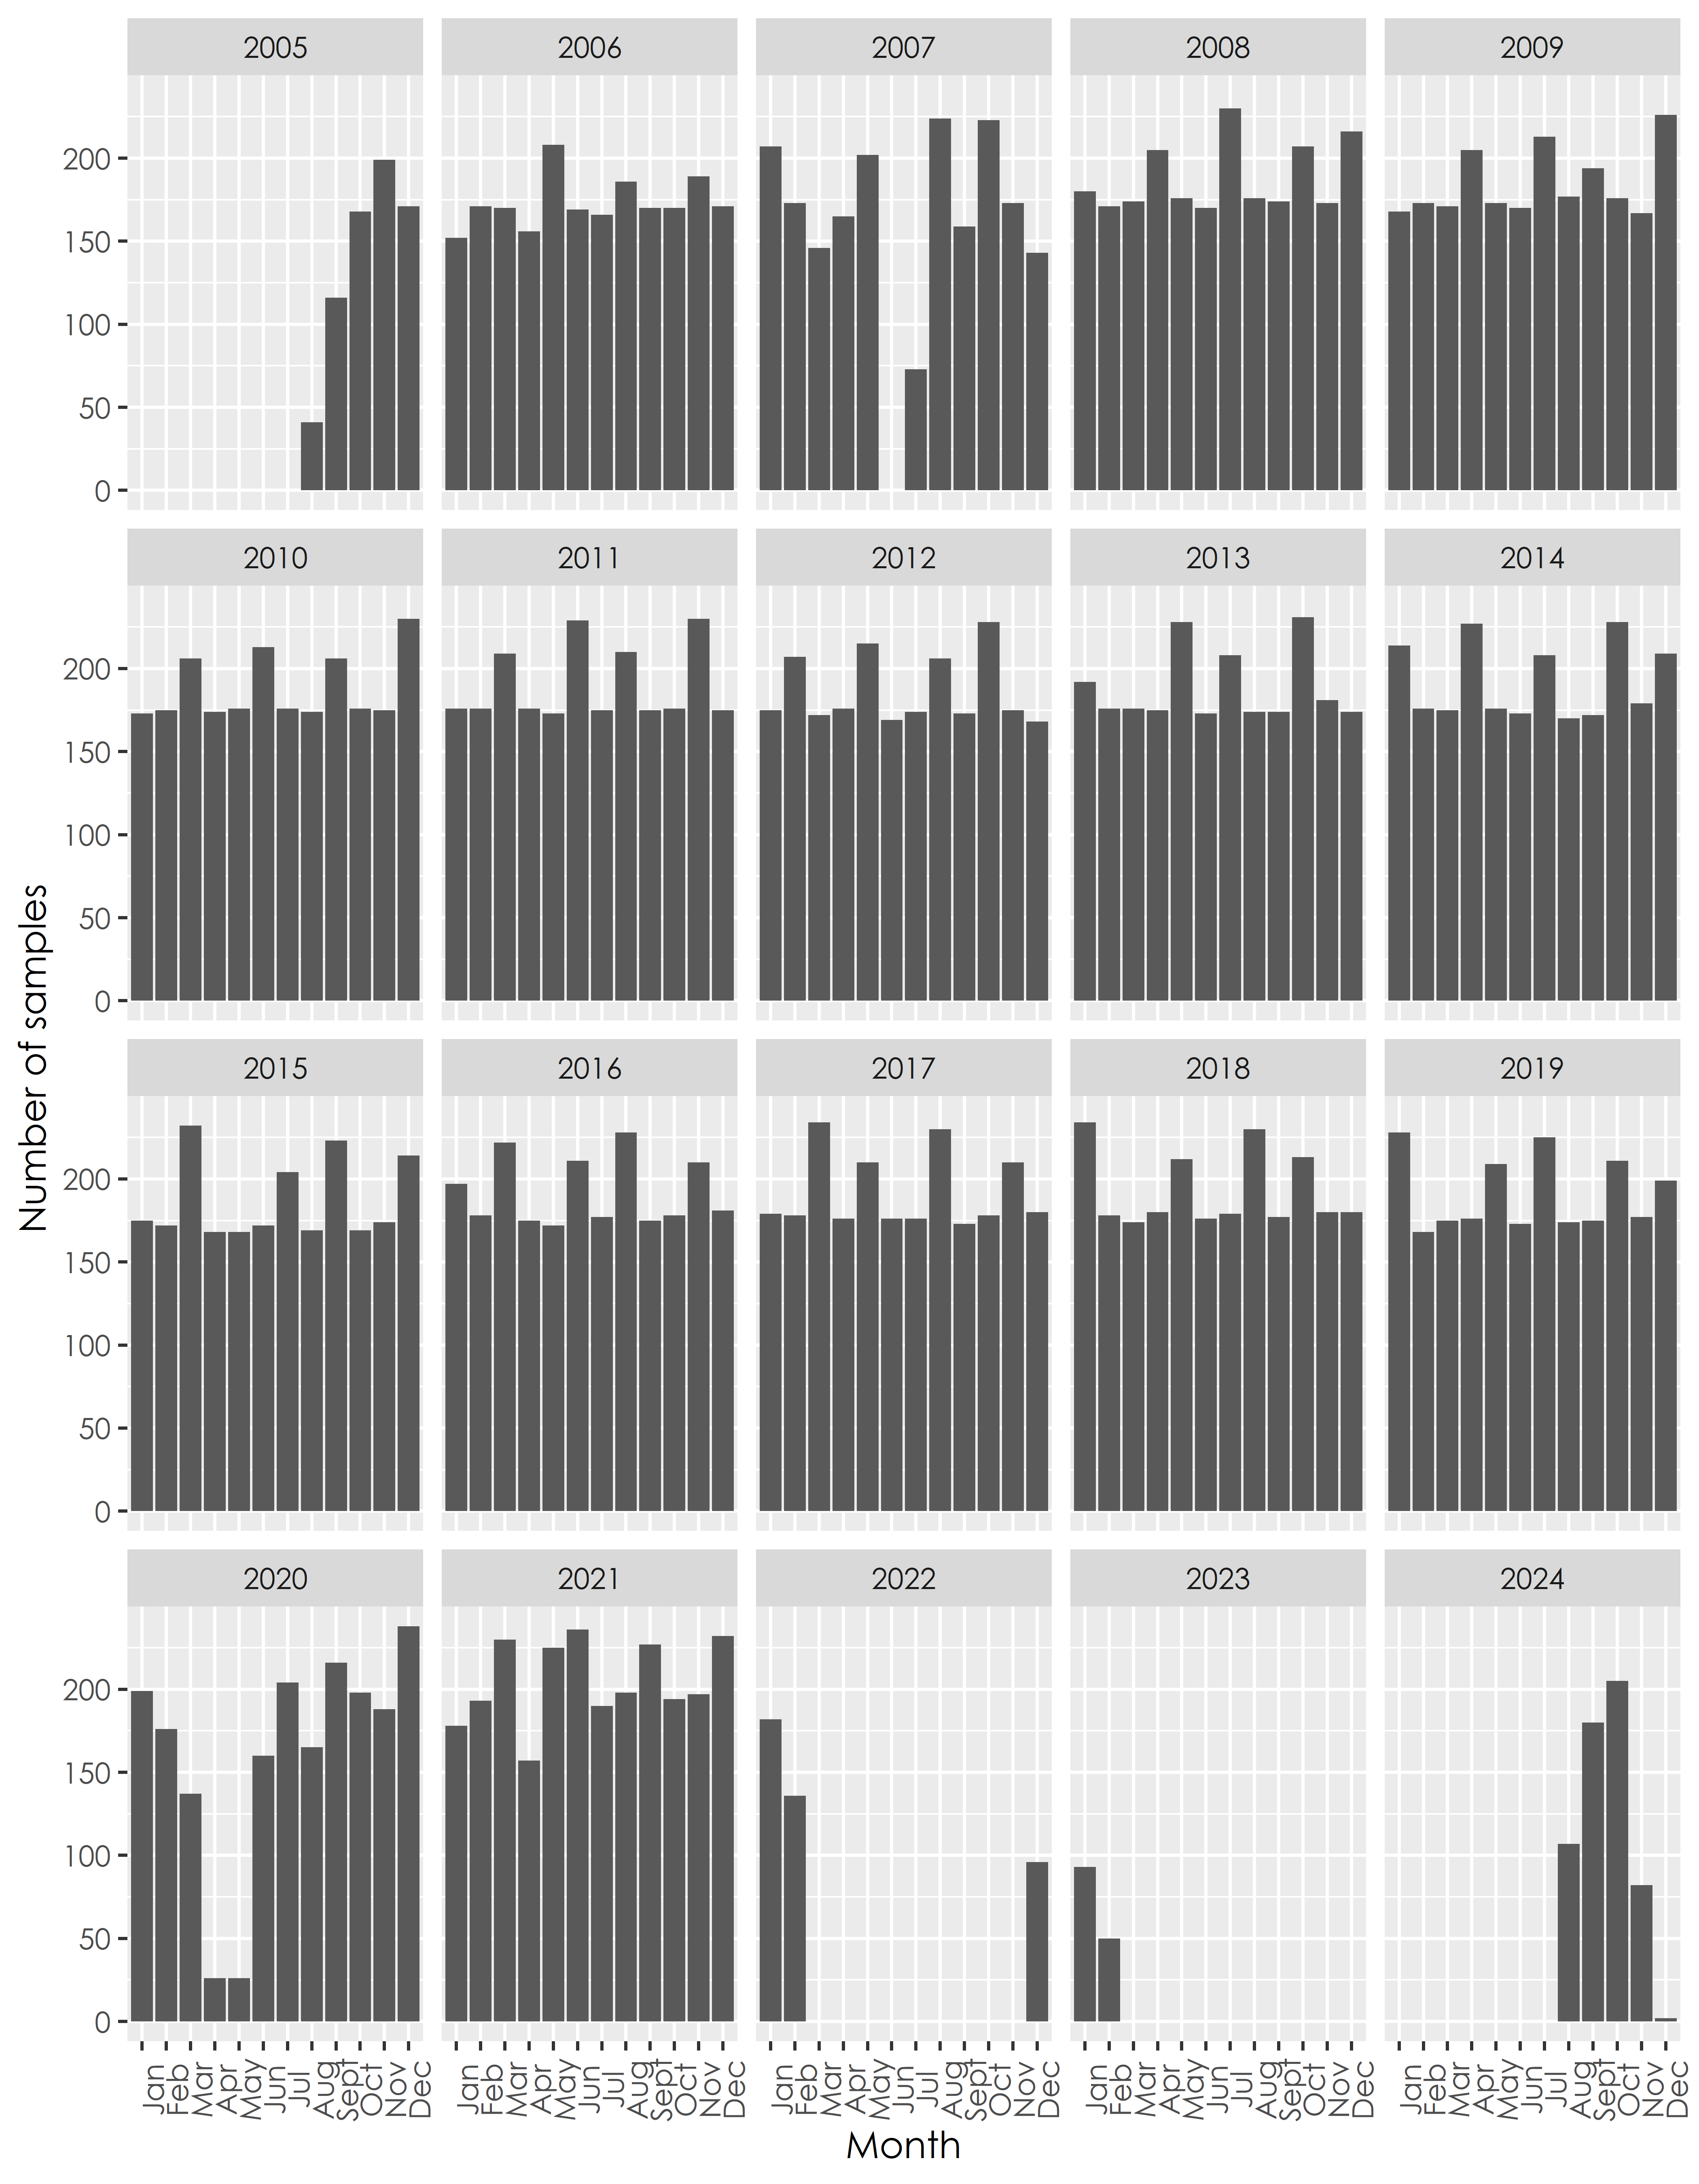 2005 2006 2007 2008 2009
200
150
100
50
0
2010 2011 2012 2013 2014
200
150
100
50
0
2015 2016 2017 2018 2019
200
150
100
50
0
2020 2021 2022 2023 2024
200
150
100
50
0
Number of samples
Jan Feb Mar Apr May Jun Jul Aug Sept Oct Nov Dec Jan Feb Mar Apr May Jun Jul Aug Sept Oct Nov Dec Jan Feb Mar Apr May Jun Jul Aug Sept Oct Nov Dec Jan Feb Mar Apr May Jun Jul Aug Sept Oct Nov Dec Jan Feb Mar Apr May Jun Jul Aug Sept Oct Nov Dec
Month